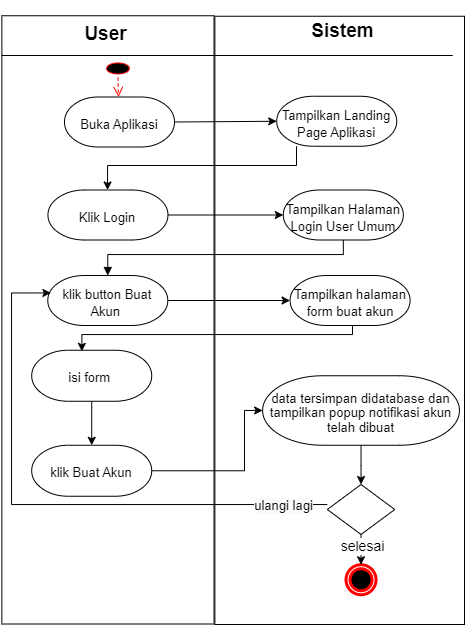 User
Sistem
Buka Aplikasi
Tampilkan Landing
Page Aplikasi
Klik Login
Tampilkan Halaman
Login User Umum
klik button Buat
Akun
Tampilkan halaman
form buat akun
isi form
data tersimpan didatabase dan
tampilkan popup notifikasi akun
telah dibuat
klik Buat Akun
ulangi lagi
selesai